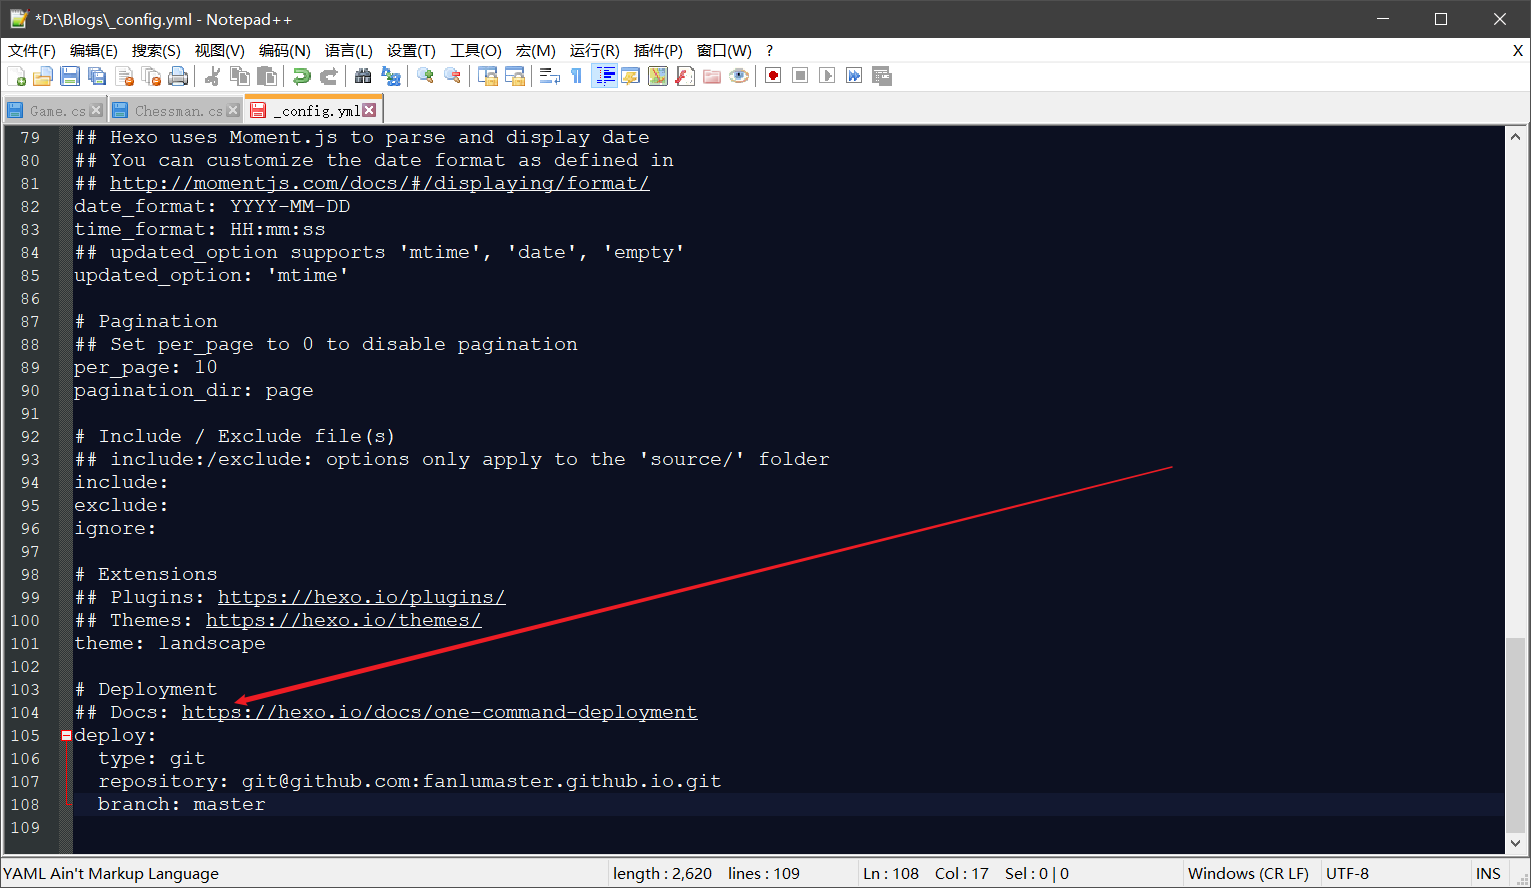 *D:\Blogs\_config.yml - Notepad++
文件(F) 编辑(E) 搜索(S) 视图(V) 编码(N) 语言(L) 设置(T) 工具(O) 宏(M) 运行(R) 插件(P) 窗口(W) ? X
Game.cs Chessman.cs _config.yml
79 ## Hexo uses Moment.js to parse and display date
80 ## You can customize the date format as defined in
81 ## http://momentjs.com/docs/#/displaying/format/
82 date_format: YYYY-MM-DD
83 time_format: HH:mm:ss
84 ## updated_option supports 'mtime', 'date', 'empty'
85 updated_option: 'mtime'
86
87 # Pagination
88 ## Set per_page to 0 to disable pagination
89 per_page: 10
90 pagination_dir: page
91
92 # Include / Exclude file(s)
93 ## include:/exclude: options only apply to the 'source/' folder
94 include:
95 exclude:
96 ignore:
97
98 # Extensions
99 ## Plugins: https://hexo.io/plugins/
100 ## Themes: https://hexo.io/themes/
101 theme: landscape
102
103 # Deployment
104 ## Docs: https://hexo.io/docs/one-command-deployment
105 deploy:
106 type: git
107 repository: git@github.com:fanlumaster.github.io.git
108 branch: master
109
YAML Ain't Markup Language length : 2,620 lines : 109 Ln : 108 Col : 17 Sel : 0 | 0 Windows (CR LF) UTF-8 INS